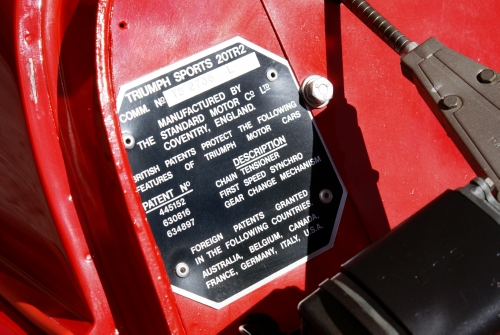 TRIUMPH SPORTS 20TR2
COMM. Nº
MANUFACTURED BY
THE STANDARD MOTOR Cº LTD
COVENTRY, ENGLAND.
BRITISH PATENTS PROTECT THE FOLLOWING
FEATURES OF TRIUMPH MOTOR CARS
PATENT Nº DESCRIPTION
445152 CHAIN TENSIONER
630816 FIRST SPEED SYNCHRO
634697 GEAR CHANGE MECHANISM
FOREIGN PATENTS GRANTED
IN THE FOLLOWING COUNTRIES
AUSTRALIA, BELGIUM, CANADA,
FRANCE, GERMANY, ITALY, U.S.A.